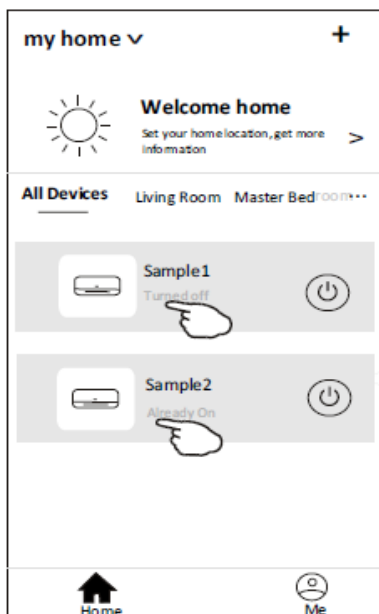 my home
Welcome home
Set your home location, get more
information
All Devices Living Room Master Bedroom...
Sample1
Turned off
Sample2
Already On
Home Me